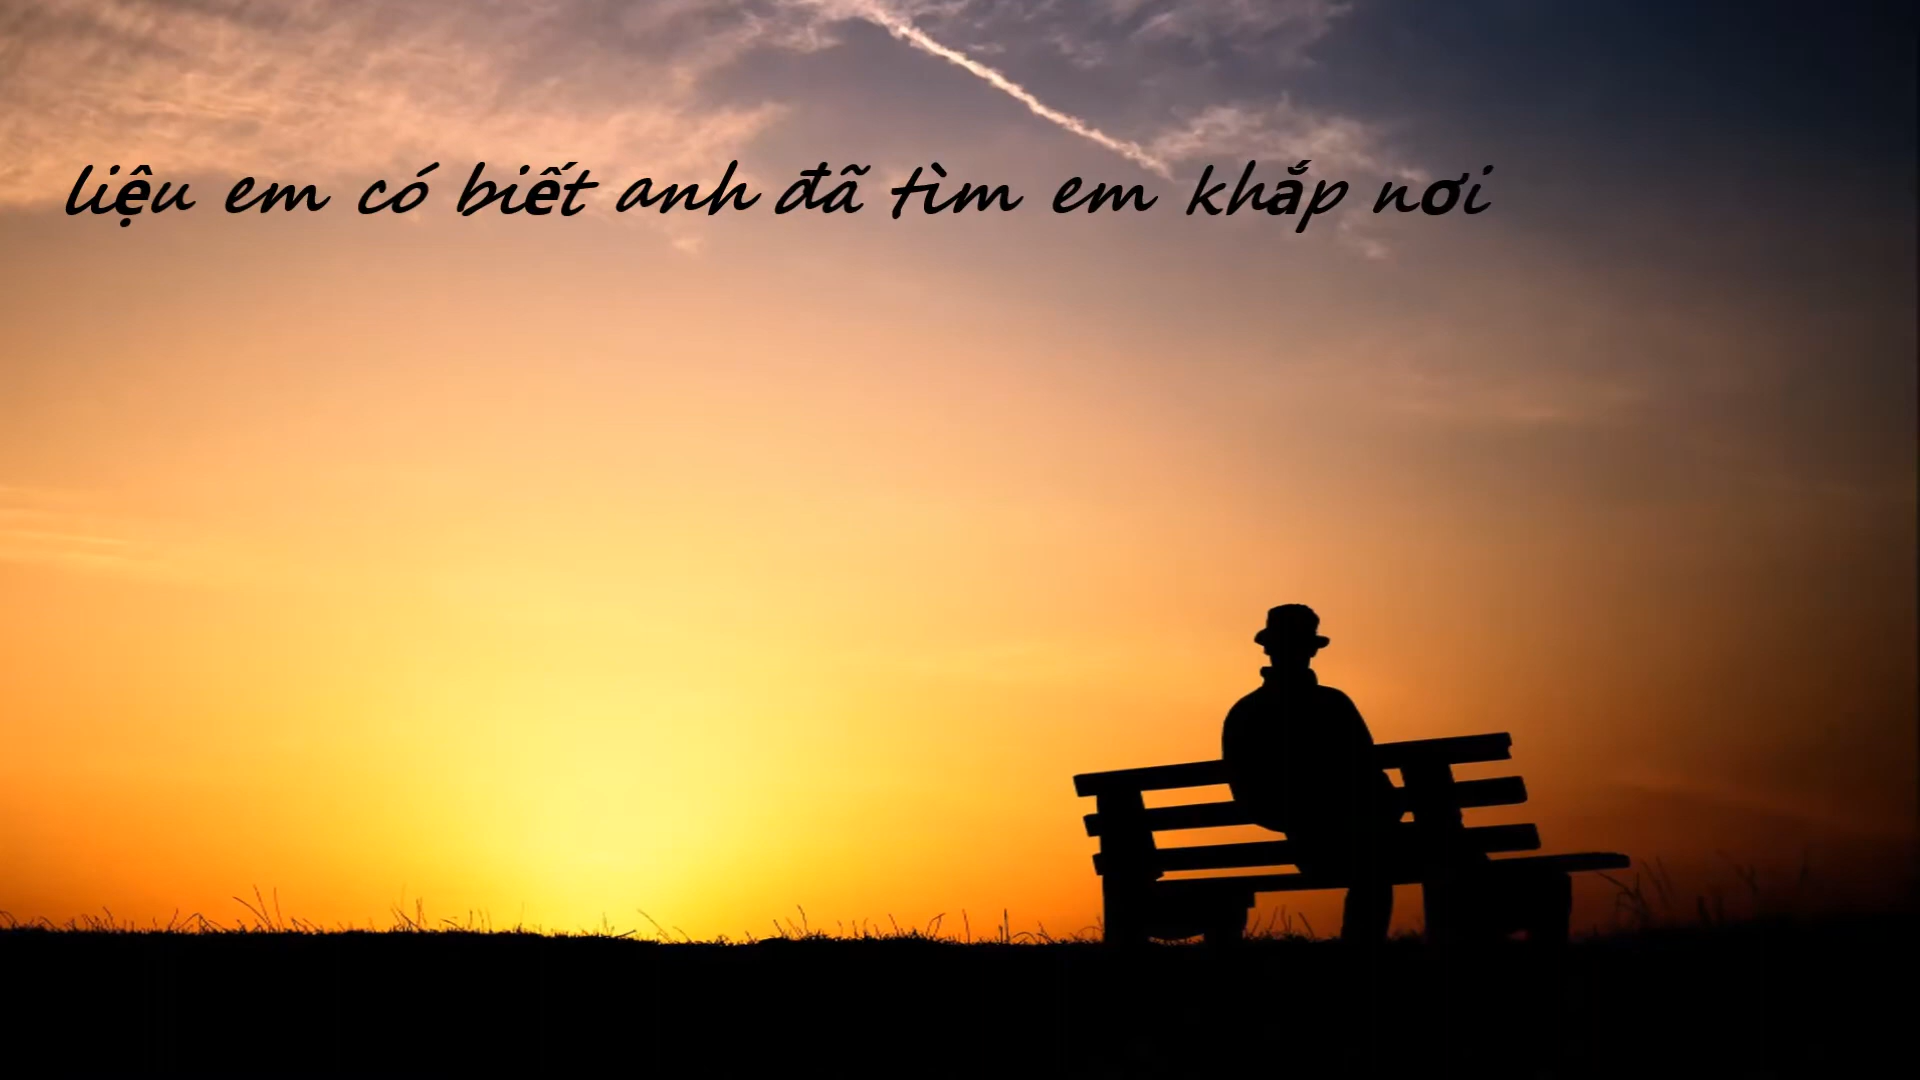 liệu em có biết anh đã tìm em khắp nơi